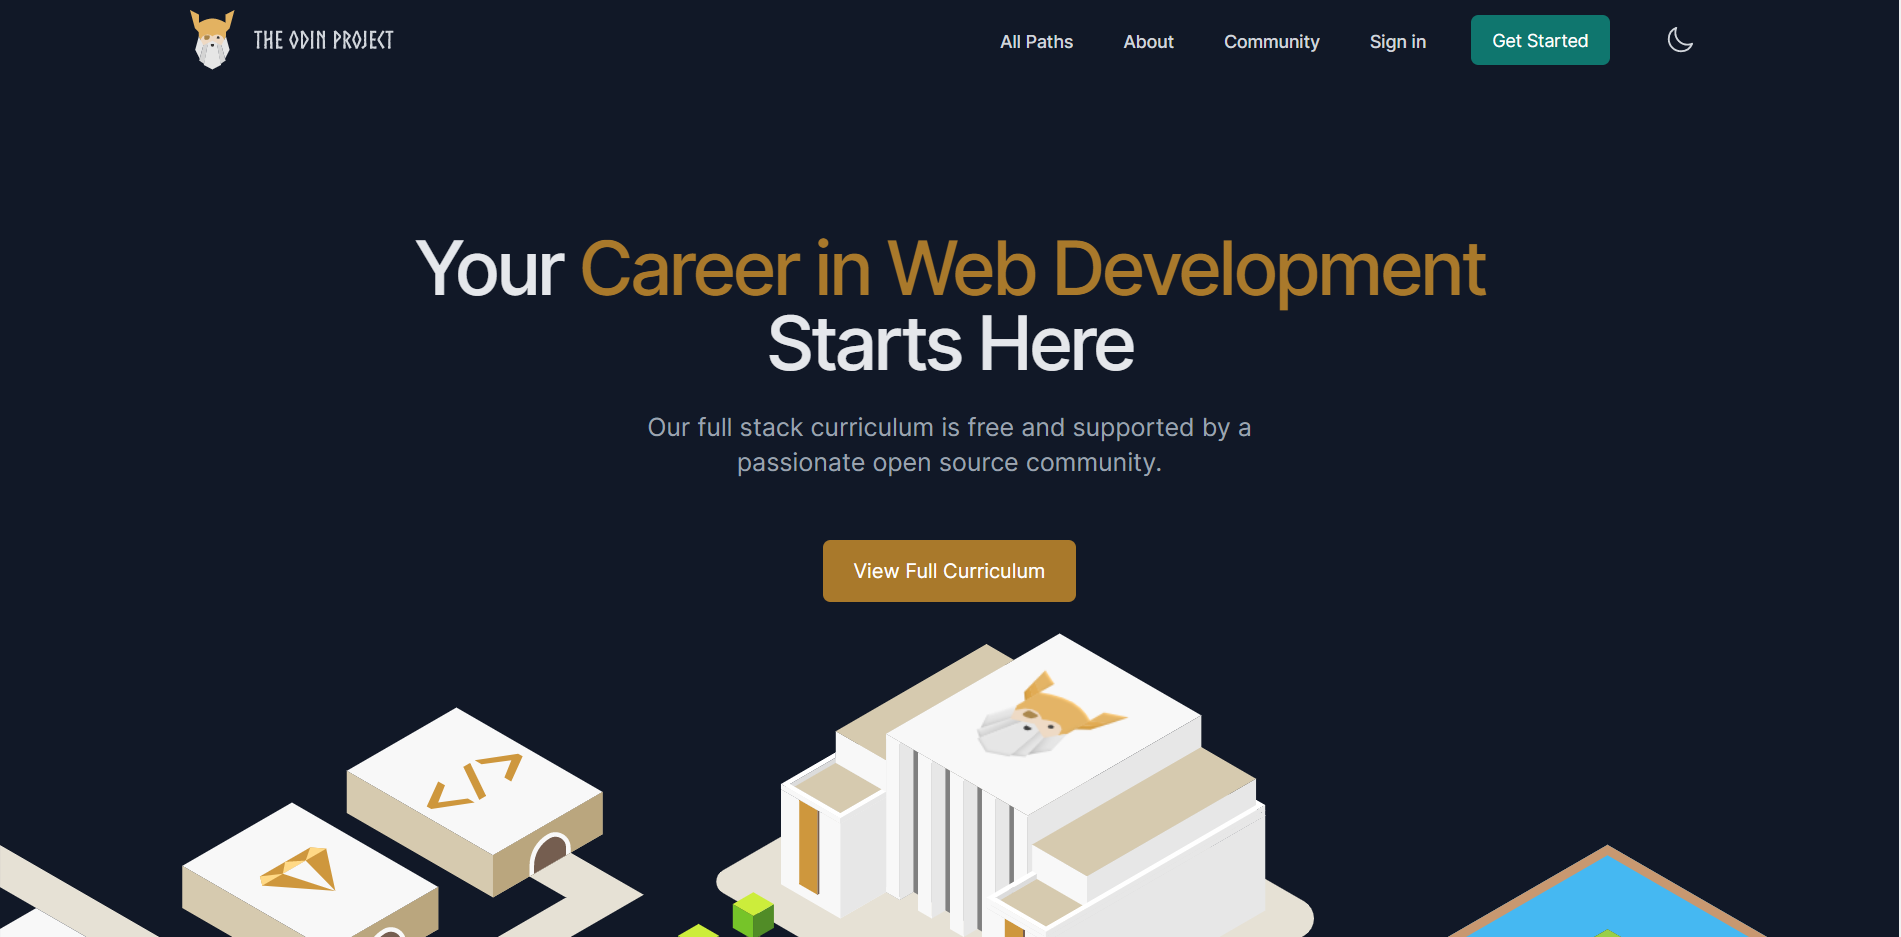 THE ODIN PROJECT
All Paths
About
Community
Sign in
Get Started
Your Career in Web Development
Starts Here
Our full stack curriculum is free and supported by a
passionate open source community.
View Full Curriculum
</>